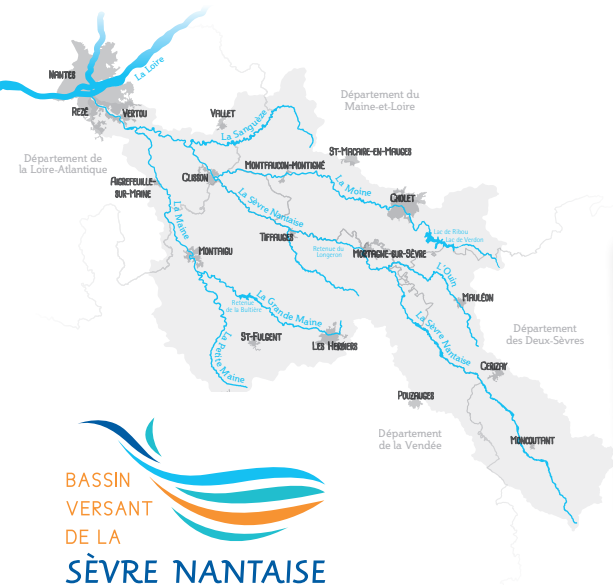 La Loire
NANTES
REZÉ
VERTOU
VALLET
Département du
Maine-et-Loire
La Sanguèze
ST-MACAIRE-EN-MAUGES
Département de
la Loire-Atlantique
MONTFAUCON-MONTIGNÉ
AIGREFEUILLE-
SUR-MAINE
CLISSON
La Moine
CHOLET
La Maine
La Sèvre Nantaise
Lac de Ribou
Lac de Verdon
TIFFAUGES
MONTAIGU
Retenue du
Longeron
MORTAGNE-SUR-SÈVRE
L'Ouin
MAULÉON
La Grande Maine
Retenue
de la Bultière
La Sèvre Nantaise
ST-FULGENT
LES HERBIERS
La Petite Maine
Département
des Deux-Sèvres
CERIZAY
POUZAUGES
Département
de la Vendée
MONCOUTANT
BASSIN
VERSANT
DE LA
SÈVRE NANTAISE